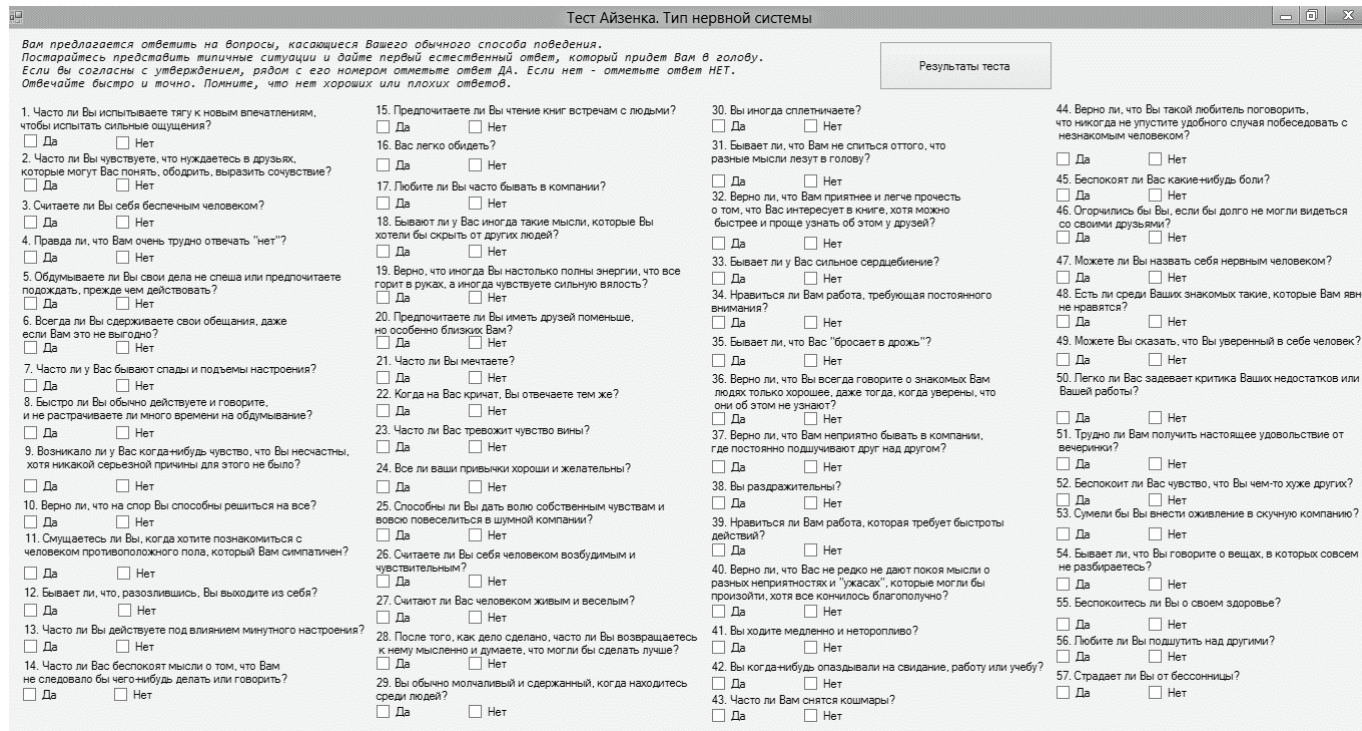 Тест Айзенка. Тип нервной системы
Вам предлагается ответить на вопросы, касающиеся Вашего обычного способа поведения.
Постарайтесь представить типичные ситуации и дайте первый естественный ответ, который придет Вам в голову.
Если вы согласны с утверждением, рядом с его номером отметьте ответ ДА. Если нет - отметьте ответ НЕТ.
Отвечайте быстро и точно. Помните, что нет хороших или плохих ответов.
Результаты теста
1. Часто ли Вы испытываете тягу к новым впечатлениям,
чтобы испытать сильные ощущения?
Да Нет
2. Часто ли Вы чувствуете, что нуждаетесь в друзьях,
которые могут Вас понять, ободрить, выразить сочувствие?
Да Нет
3. Считаете ли Вы себя беспечным человеком?
Да Нет
4. Правда ли, что Вам очень трудно отвечать "нет"?
Да Нет
5. Обдумываете ли Вы свои дела не спеша или предпочитаете
подождать, прежде чем действовать?
Да Нет
6. Всегда ли Вы сдерживаете свои обещания, даже
если Вам это не выгодно?
Да Нет
7. Часто ли у Вас бывают спады и подъемы настроения?
Да Нет
8. Быстро ли Вы обычно действуете и говорите,
и не растрачиваете ли много времени на обдумывание?
Да Нет
9. Возникало ли у Вас когда-нибудь чувство, что Вы несчастны,
хотя никакой серьезной причины для этого не было?
Да Нет
10. Верно ли, что на спор Вы способны решиться на все?
Да Нет
11. Смущаетесь ли Вы, когда хотите познакомиться с
человеком противоположного пола, который Вам симпатичен?
Да Нет
12. Бывает ли, что, разозлившись, Вы выходите из себя?
Да Нет
13. Часто ли Вы действуете под влиянием минутного настроения?
Да Нет
14. Часто ли Вас беспокоят мысли о том, что Вам
не следовало бы чего-нибудь делать или говорить?
Да Нет
15. Предпочитаете ли Вы чтение книг встречам с людьми?
Да Нет
16. Вас легко обидеть?
Да Нет
17. Любите ли Вы часто бывать в компании?
Да Нет
18. Бывают ли у Вас иногда такие мысли, которые Вы
хотели бы скрыть от других людей?
Да Нет
19. Верно, что иногда Вы настолько полны энергии, что все
горит в руках, а иногда чувствуете сильную вялость?
Да Нет
20. Предпочитаете ли Вы иметь друзей поменьше,
но особенно близких Вам?
Да Нет
21. Часто ли Вы мечтаете?
Да Нет
22. Когда на Вас кричат, Вы отвечаете тем же?
Да Нет
23. Часто ли Вас тревожит чувство вины?
Да Нет
24. Все ли ваши привычки хороши и желательны?
Да Нет
25. Способны ли Вы дать волю собственным чувствам и
вовсю повеселиться в шумной компании?
Да Нет
26. Считаете ли Вы себя человеком возбудимым и
чувствительным?
Да Нет
27. Считают ли Вас человеком живым и веселым?
Да Нет
28. После того, как дело сделано, часто ли Вы возвращаетесь
к нему мысленно и думаете, что могли бы сделать лучше?
Да Нет
29. Вы обычно молчаливый и сдержанный, когда находитесь
среди людей?
Да Нет
30. Вы иногда сплетничаете?
Да Нет
31. Бывает ли, что Вам не спиться оттого, что
разные мысли лезут в голову?
Да Нет
32. Верно ли, что Вам приятнее и легче прочесть
о том, что Вас интересует в книге, хотя можно
быстрее и проще узнать об этом у друзей?
Да Нет
33. Бывает ли у Вас сильное сердцебиение?
Да Нет
34. Нравиться ли Вам работа, требующая постоянного
внимания?
Да Нет
35. Бывает ли, что Вас "бросает в дрожь"?
Да Нет
36. Верно ли, что Вы всегда говорите о знакомых Вам
людях только хорошее, даже тогда, когда уверены, что
они об этом не узнают?
Да Нет
37. Верно ли, что Вам неприятно бывать в компании,
где постоянно подшучивают друг над другом?
Да Нет
38. Вы раздражительны?
Да Нет
39. Нравиться ли Вам работа, которая требует быстроты
действий?
Да Нет
40. Верно ли, что Вас не редко не дают покоя мысли о
разных неприятностях и "ужасах", которые могли бы
произойти, хотя все кончилось благополучно?
Да Нет
41. Вы ходите медленно и неторопливо?
Да Нет
42. Вы когда-нибудь опаздывали на свидание, работу или учебу?
Да Нет
43. Часто ли Вам снятся кошмары?
Да Нет
44. Верно ли, что Вы такой любитель поговорить,
что никогда не упустите удобного случая побеседовать с
незнакомым человеком?
Да Нет
45. Беспокоят ли Вас какие-нибудь боли?
Да Нет
46. Огорчились бы Вы, если бы долго не могли видеться
со своими друзьями?
Да Нет
47. Можете ли Вы назвать себя нервным человеком?
Да Нет
48. Есть ли среди Ваших знакомых такие, которые Вам явн
не нравятся?
Да Нет
49. Можете Вы сказать, что Вы уверенный в себе человек?
Да Нет
50. Легко ли Вас задевает критика Ваших недостатков или
Вашей работы?
Да Нет
51. Трудно ли Вам получить настоящее удовольствие от
вечеринки?
Да Нет
52. Беспокоит ли Вас чувство, что Вы чем-то хуже других?
Да Нет
53. Сумели бы Вы внести оживление в скучную компанию?
Да Нет
54. Бывает ли, что Вы говорите о вещах, в которых совсем
не разбираетесь?
Да Нет
55. Беспокоитесь ли Вы о своем здоровье?
Да Нет
56. Любите ли Вы подшутить над другими?
Да Нет
57. Страдает ли Вы от бессонницы?
Да Нет